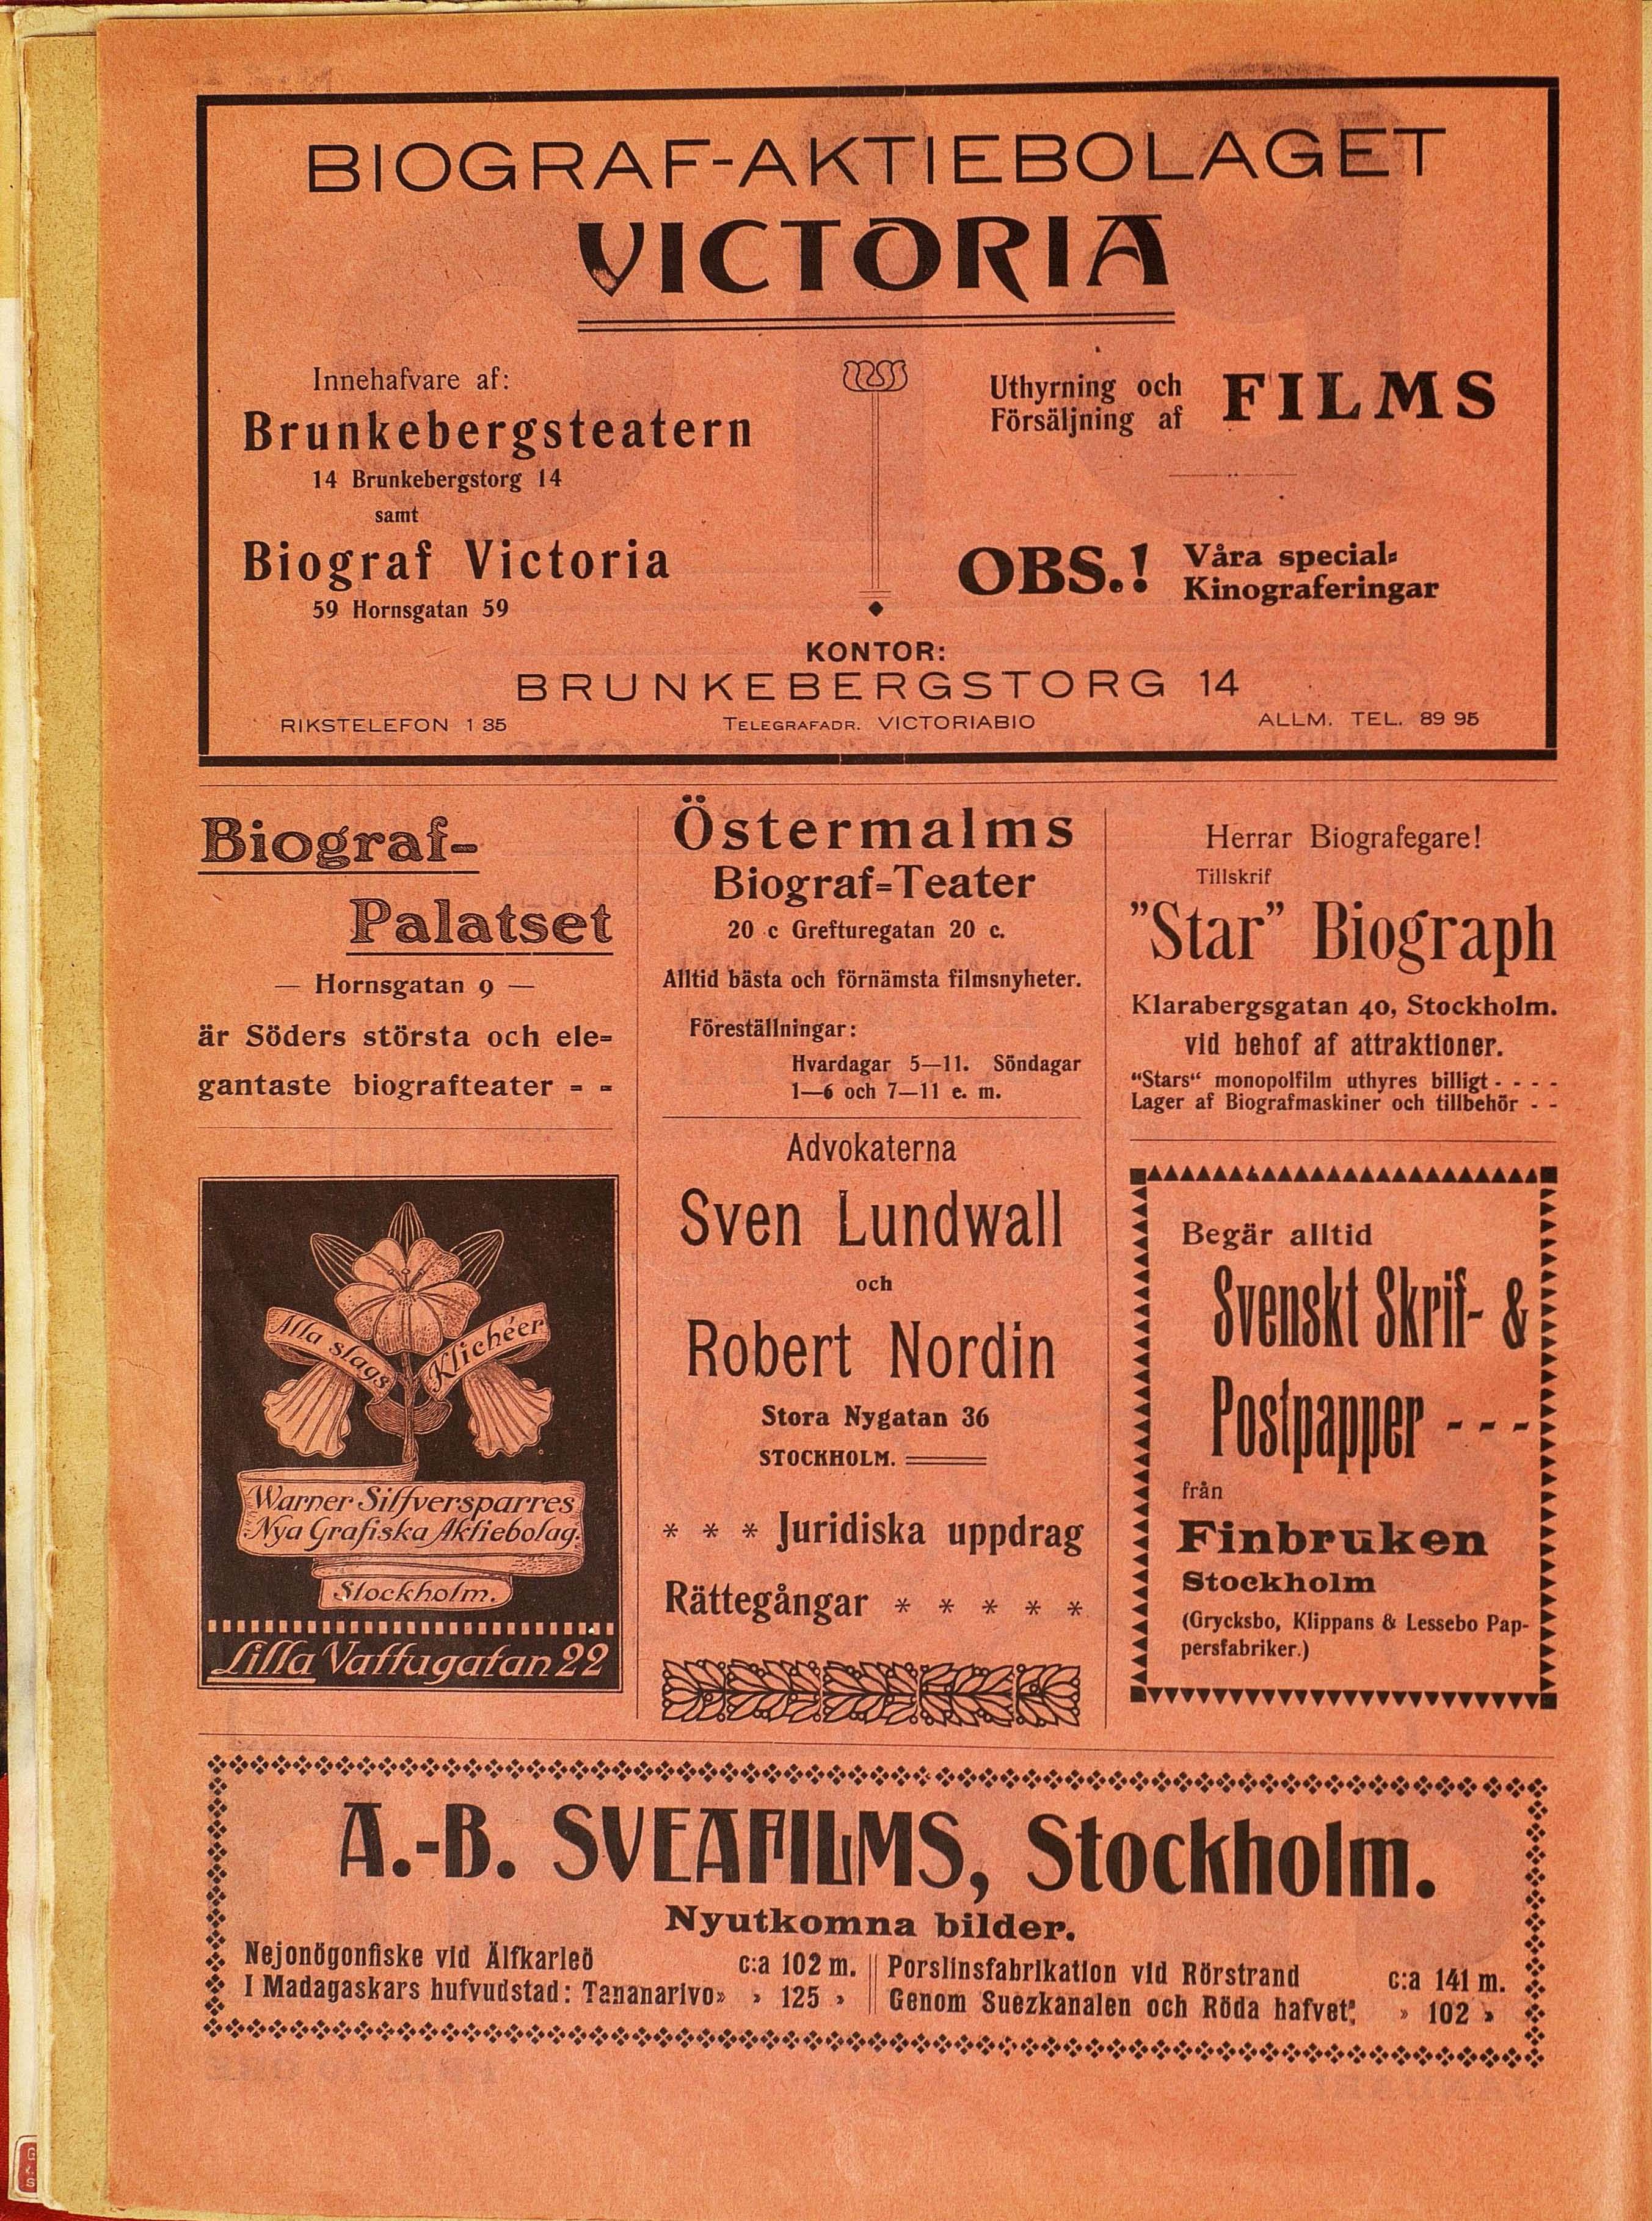 BIOGRAF-AKTIEBOLAGET
VICTORIA
Innehafvare af:
Brunkebergsteatern
14 Brunkebergstorg 14
samt
Biograf Victoria
59 Hornsgatan 59
Uthyrning och
Försäljning af
FILMS
OBS.!
Våra special-
Kinograferingar
KONTOR:
BRUNKEBERGSTORG 14
RIKSTELEFON 1 35
TELEGRAFADR. VICTORIABIO
ALLM. TEL. 89 95
Biograf-
Palatset
— Hornsgatan 9 —
är Söders största och ele-
gantaste biografteater - -
Alla slags Klichéer
Warner Silfversparres
Nya Grafiska Aktiebolag.
Stockholm.
Lilla Vattugatan 22
Östermalms
Biograf-Teater
20 c Grefturegatan 20 c.
Alltid bästa och förnämsta filmsnyheter.
Föreställningar:
Hvardagar 5—11. Söndagar
1—6 och 7—11 e. m.
Advokaterna
Sven Lundwall
och
Robert Nordin
Stora Nygatan 36
STOCKHOLM.
* * * Juridiska uppdrag
Rättegångar * * * * *
Herrar Biografegare!
Tillskrif
"Star" Biograph
Klarabergsgatan 40, Stockholm.
vid behof af attraktioner.
"Stars" monopolfilm uthyres billigt - - - -
Lager af Biografmaskiner och tillbehör - -
Begär alltid
Svenskt Skrif- &
Postpapper - - -
från
Finbruken
Stockholm
(Grycksbo, Klippans & Lessebo Pap-
persfabriker.)
A.-B. SVEAFILMS, Stockholm.
Nyutkomna bilder.
Nejonögonfiske vid Älfkarleö c:a 102 m.
I Madagaskars hufvudstad: Tananarivo » » 125 »
Porslinsfabrikation vid Rörstrand c:a 141 m.
Genom Suezkanalen och Röda hafvet » » 102 »